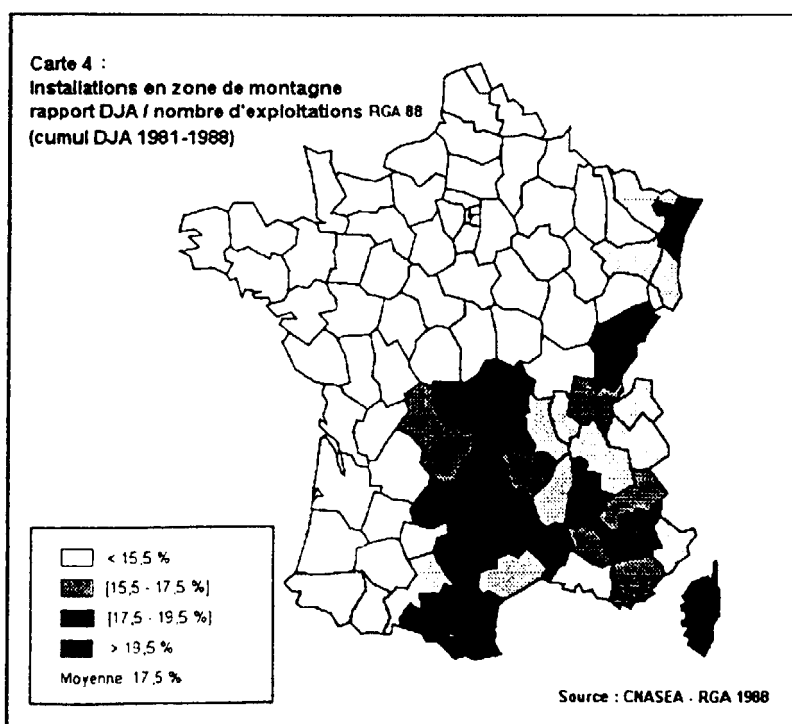 Carte 4 :
Installations en zone de montagne
rapport DJA / nombre d'exploitations RGA 88
(cumul DJA 1981-1988)
< 15,5 %
[15,5 - 17,5 %]
[17,5 - 19,5 %]
> 19,5 %
Moyenne 17,5 %
Source : CNASEA - RGA 1988